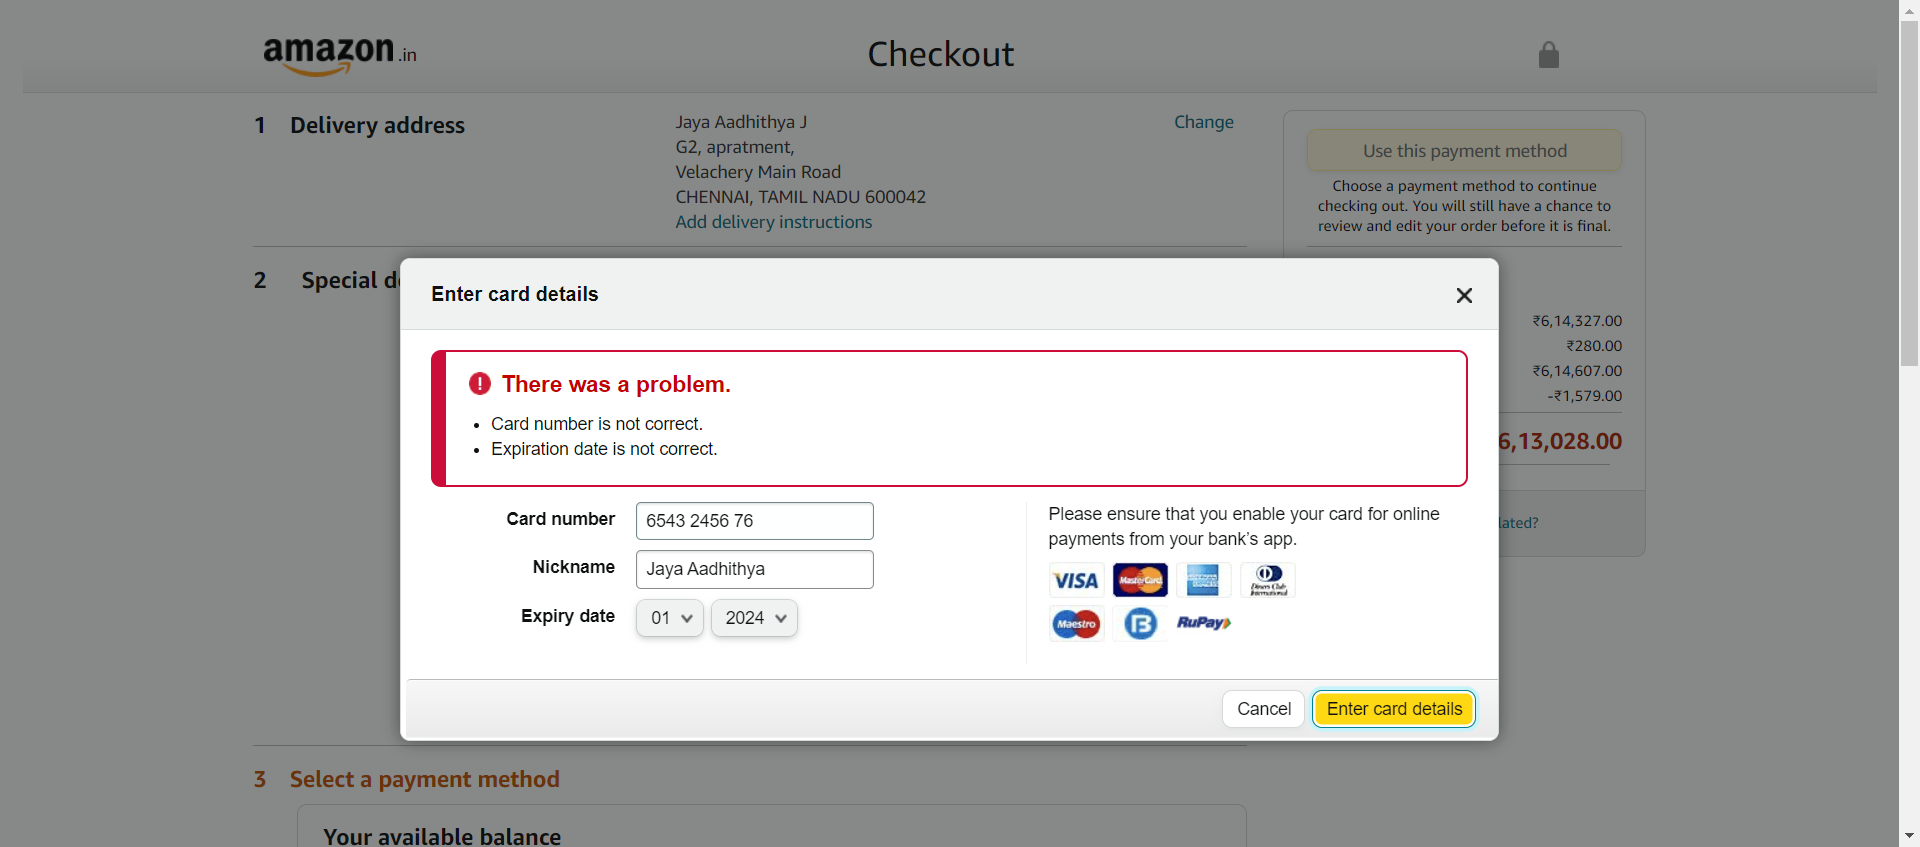 amazon.in
Checkout
1 Delivery address
Jaya Aadhithya J
G2, apratment,
Velachery Main Road
CHENNAI, TAMIL NADU 600042
Add delivery instructions
Change
Use this payment method
Choose a payment method to continue
checking out. You will still have a chance to
review and edit your order before it is final.
2 Special d
₹6,14,327.00
₹280.00
₹6,14,607.00
-₹1,579.00
6,13,028.00
lated?
Enter card details
There was a problem.
Card number is not correct.
Expiration date is not correct.
Card number
6543 2456 76
Nickname
Jaya Aadhithya
Expiry date
01
2024
Please ensure that you enable your card for online
payments from your bank's app.
VISA
MasterCard
AMERICAN EXPRESS
Diners Club International
Maestro
RuPay
Cancel
Enter card details
3 Select a payment method
Your available balance